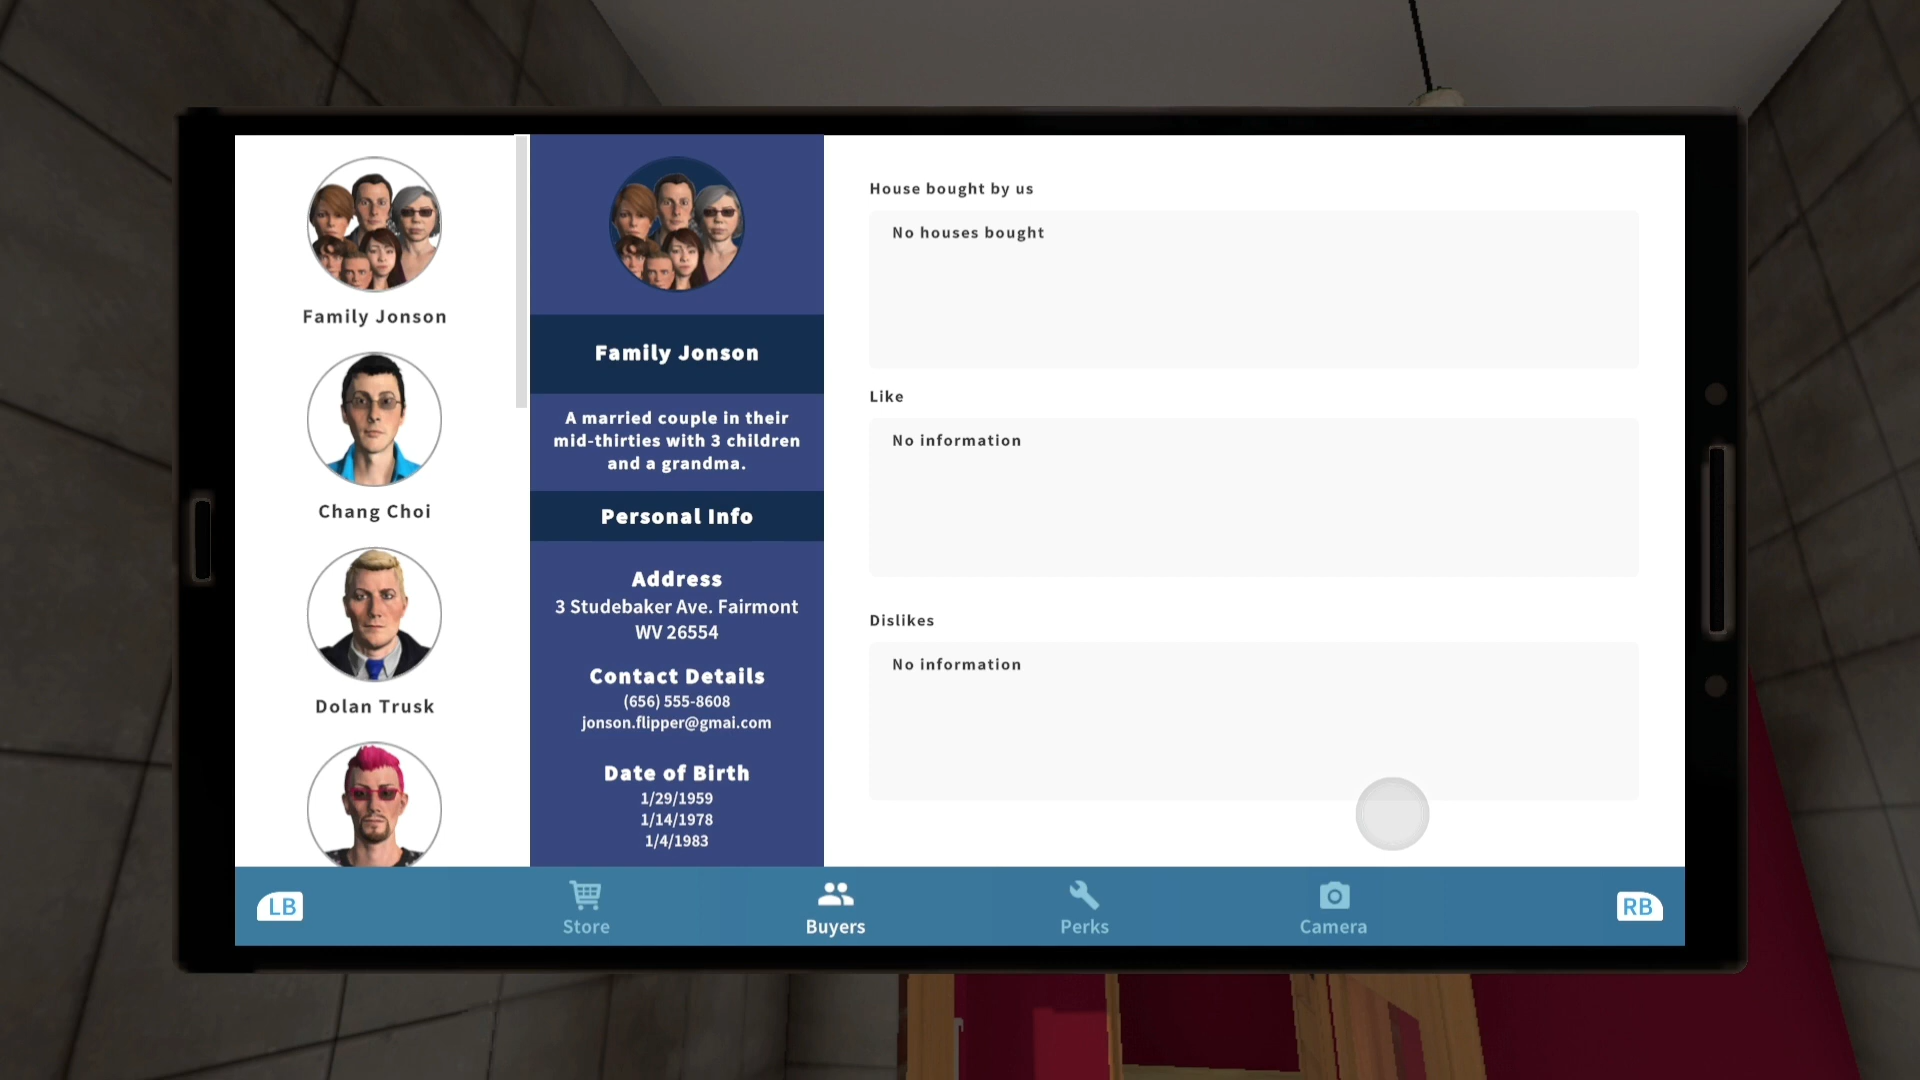 Family Jonson
Chang Choi
Dolan Trusk
Family Jonson
A married couple in their
mid-thirties with 3 children
and a grandma.
Personal Info
Address
3 Studebaker Ave. Fairmont
WV 26554
Contact Details
(656) 555-8608
jonson.flipper@gmai.com
Date of Birth
1/29/1959
1/14/1978
1/4/1983
House bought by us
No houses bought
Like
No information
Dislikes
No information
LB
Store
Buyers
Perks
Camera
RB